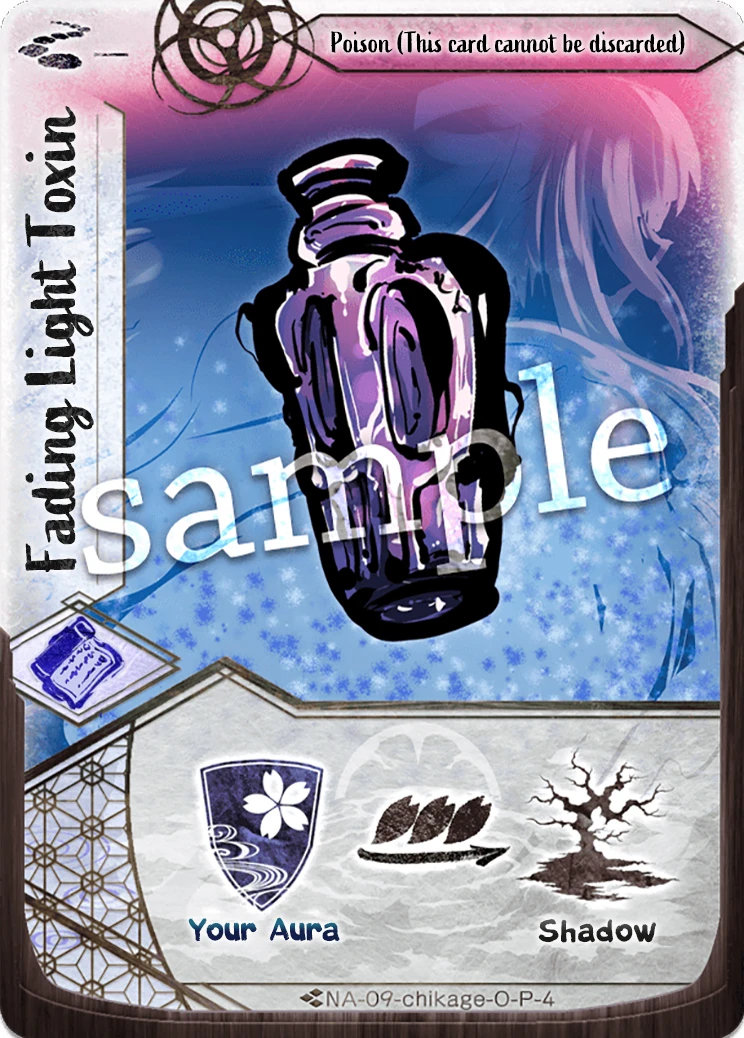 Poison (This card cannot be discarded)
Fading Light Toxin
sample
Your Aura
Shadow
NA-09-chikage-O-P-4